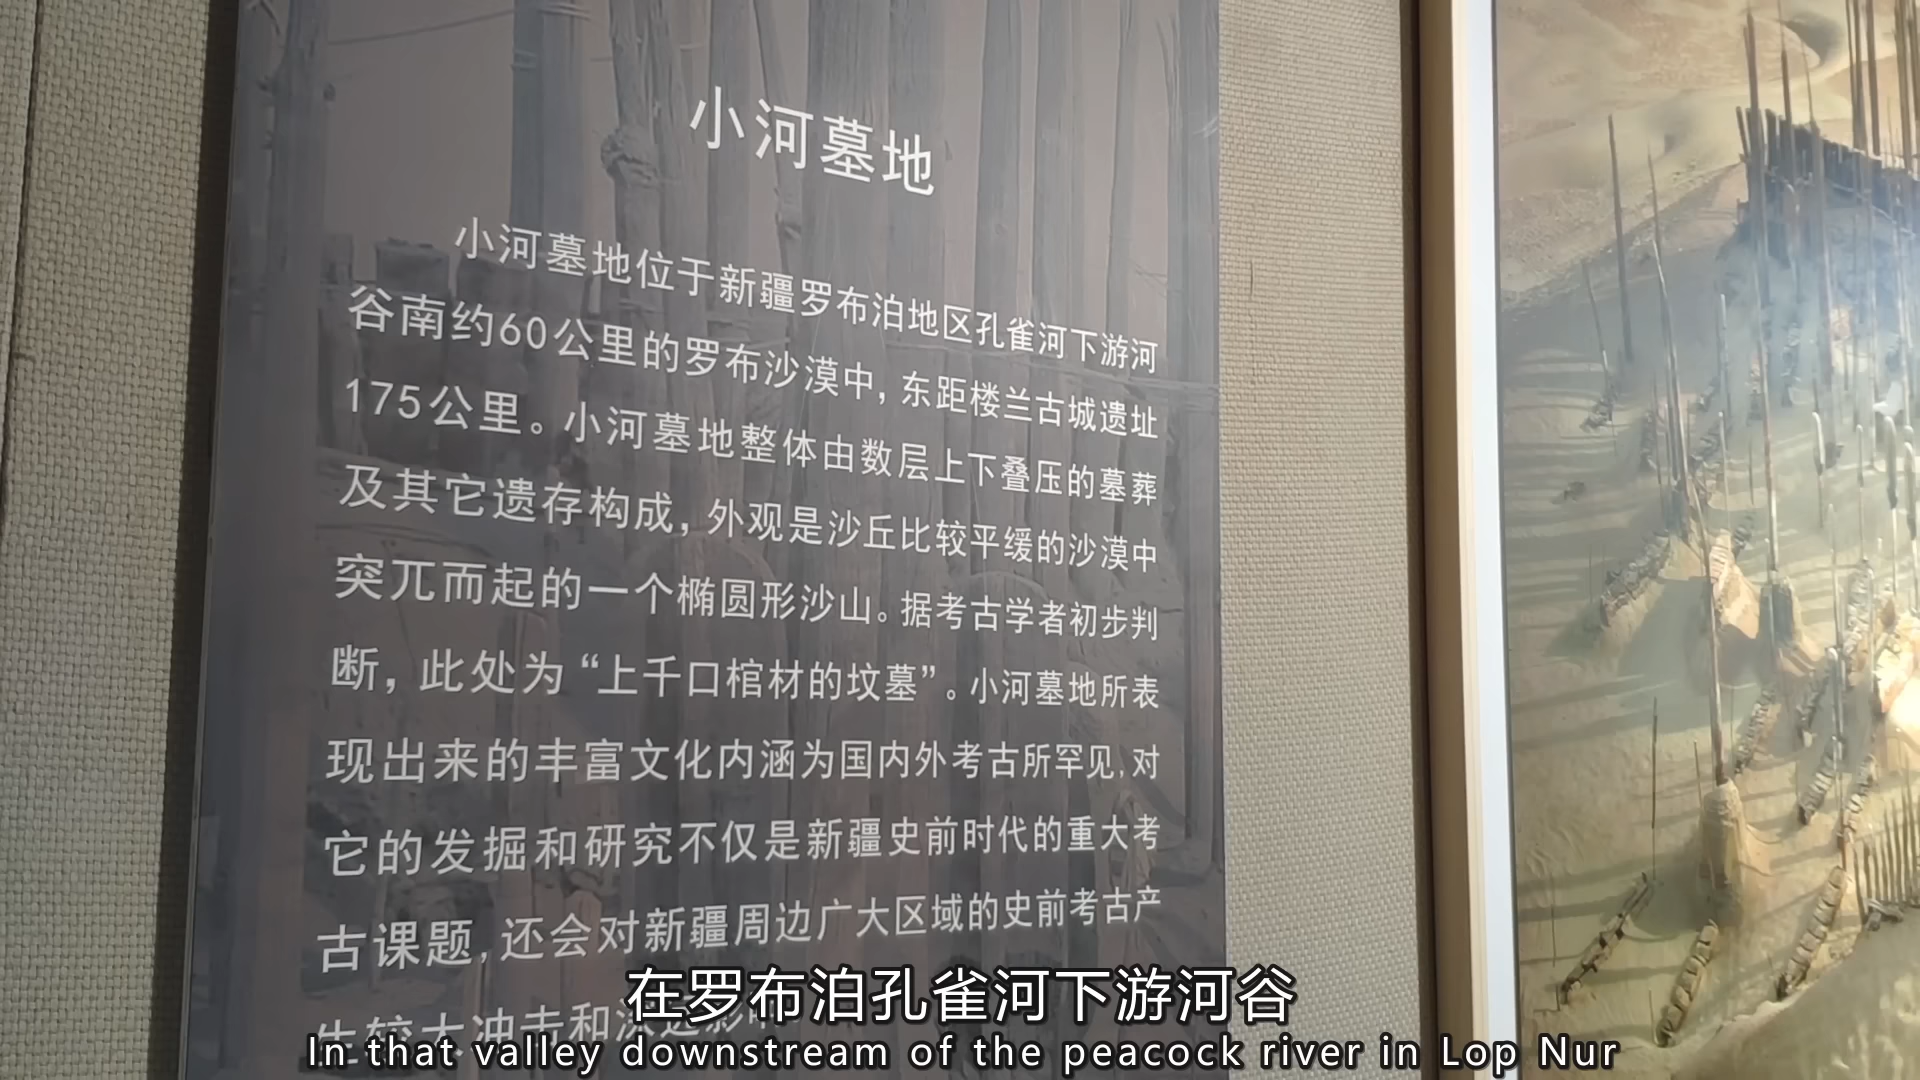 小河墓地
小河墓地位于新疆罗布泊地区孔雀河下游河
谷南约60公里的罗布沙漠中，东距楼兰古城遗址
175公里。小河墓地整体由数层上下叠压的墓葬
及其它遗存构成，外观是沙丘比较平缓的沙漠中
突兀而起的一个椭圆形沙山。据考古学者初步判
断，此处为“上千口棺材的坟墓”。小河墓地所表
现出来的丰富文化内涵为国内外考古所罕见，对
它的发掘和研究不仅是新疆史前时代的重大考
古课题，还会对新疆周边广大区域的史前考古产
生较大冲击和深远影响
在罗布泊孔雀河下游河谷
In that valley downstream of the peacock river in Lop Nur